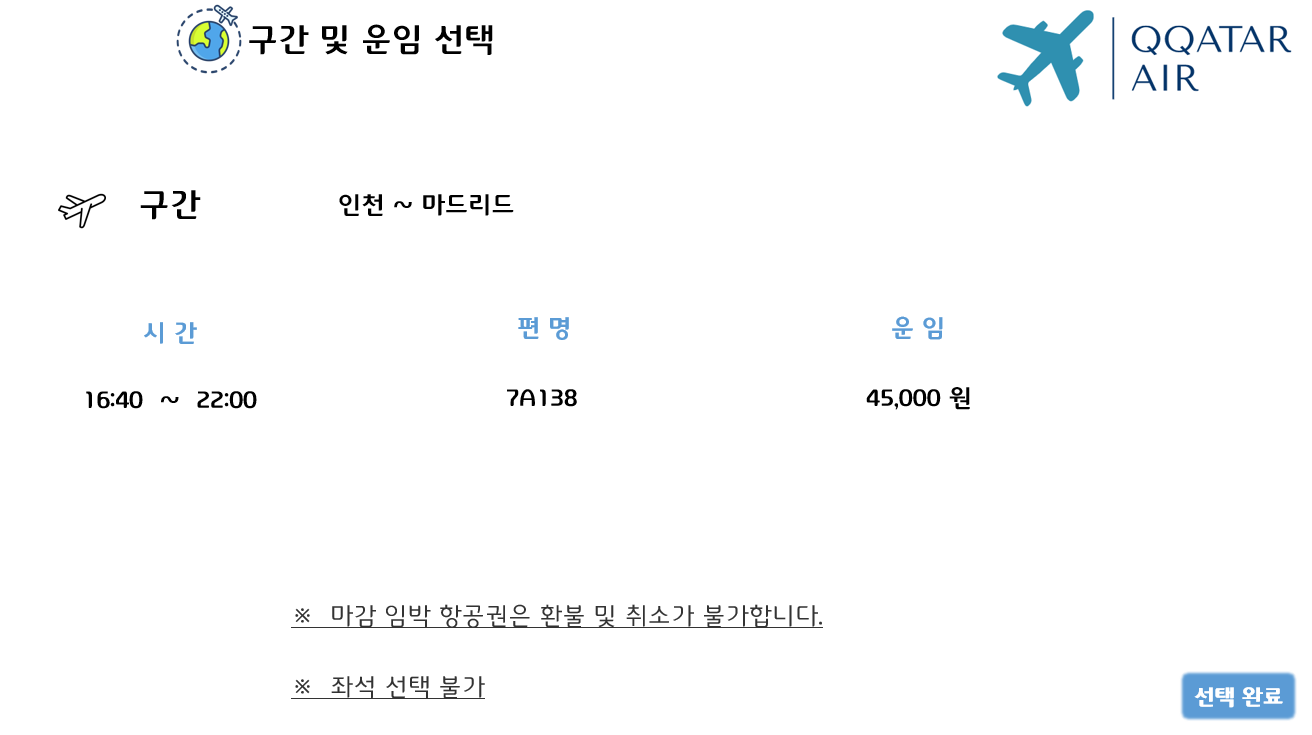 구간 및 운임 선택
QQATAR
AIR
구간 인천 ~ 마드리드
시 간 편 명 운 임
16:40 ~ 22:00 7A138 45,000 원
※ 마감 임박 항공권은 환불 및 취소가 불가합니다.
※ 좌석 선택 불가
선택 완료